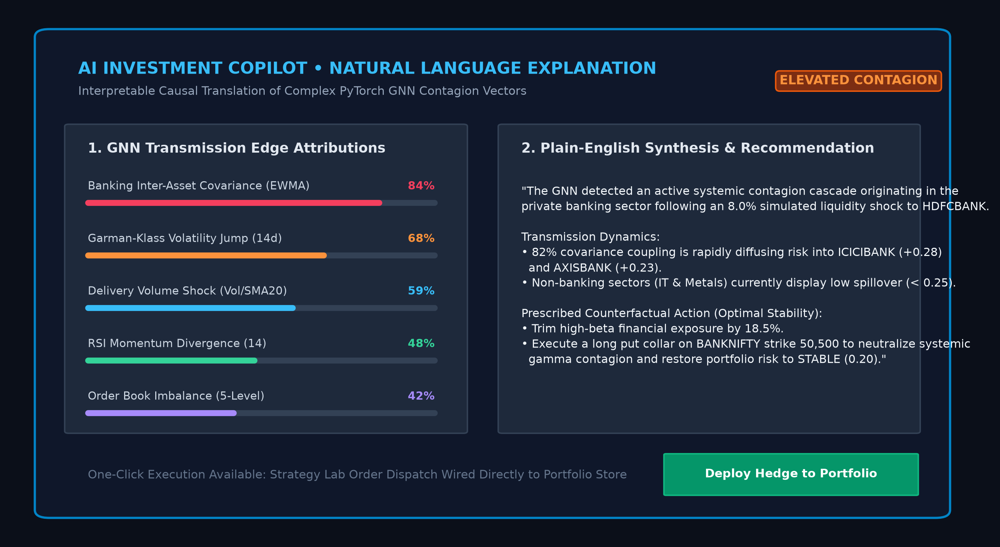 AI INVESTMENT COPILOT • NATURAL LANGUAGE EXPLANATION
Interpretable Causal Translation of Complex PyTorch GNN Contagion Vectors
ELEVATED CONTAGION
1. GNN Transmission Edge Attributions
Banking Inter-Asset Covariance (EWMA) 84%
Garman-Klass Volatility Jump (14d) 68%
Delivery Volume Shock (Vol/SMA20) 59%
RSI Momentum Divergence (14) 48%
Order Book Imbalance (5-Level) 42%
2. Plain-English Synthesis & Recommendation
"The GNN detected an active systemic contagion cascade originating in the
private banking sector following an 8.0% simulated liquidity shock to HDFCBANK.
Transmission Dynamics:
• 82% covariance coupling is rapidly diffusing risk into ICICIBANK (+0.28)
and AXISBANK (+0.23).
• Non-banking sectors (IT & Metals) currently display low spillover (< 0.25).
Prescribed Counterfactual Action (Optimal Stability):
• Trim high-beta financial exposure by 18.5%.
• Execute a long put collar on BANKNIFTY strike 50,500 to neutralize systemic
gamma contagion and restore portfolio risk to STABLE (0.20)."
One-Click Execution Available: Strategy Lab Order Dispatch Wired Directly to Portfolio Store
Deploy Hedge to Portfolio